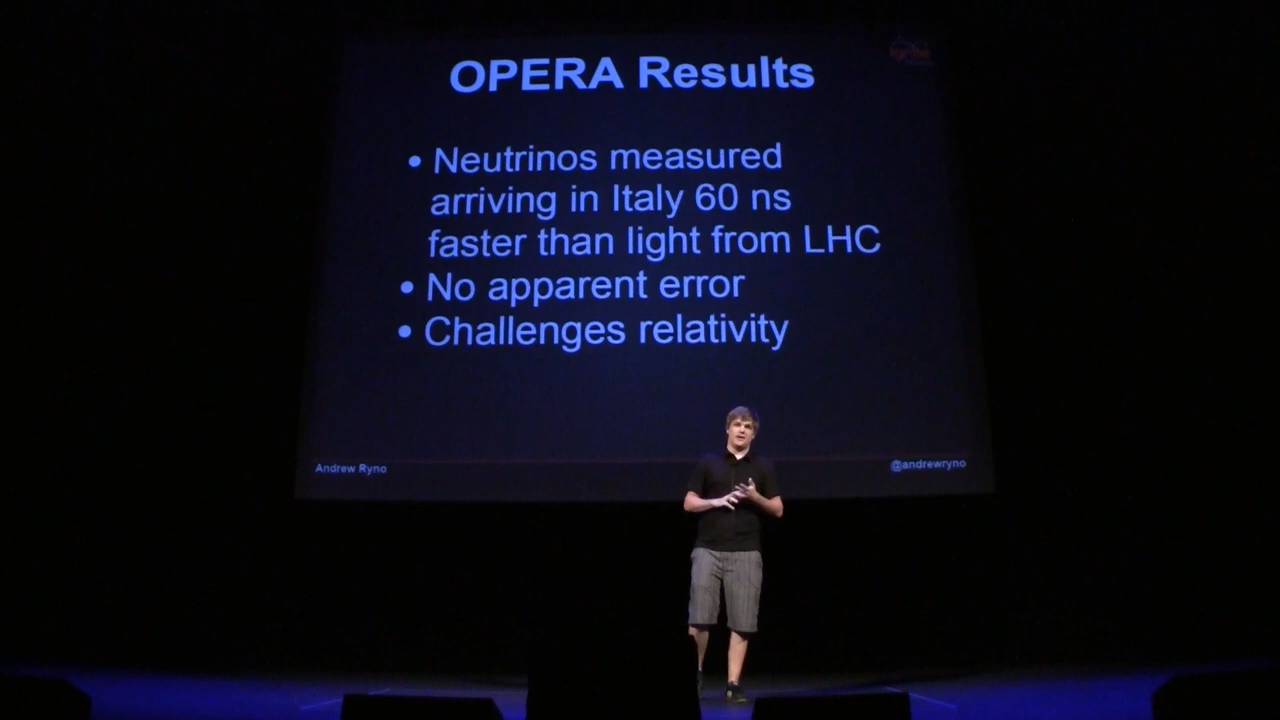 OPERA Results
• Neutrinos measured
arriving in Italy 60 ns
faster than light from LHC
• No apparent error
• Challenges relativity
Andrew Ryno
@andrewryno